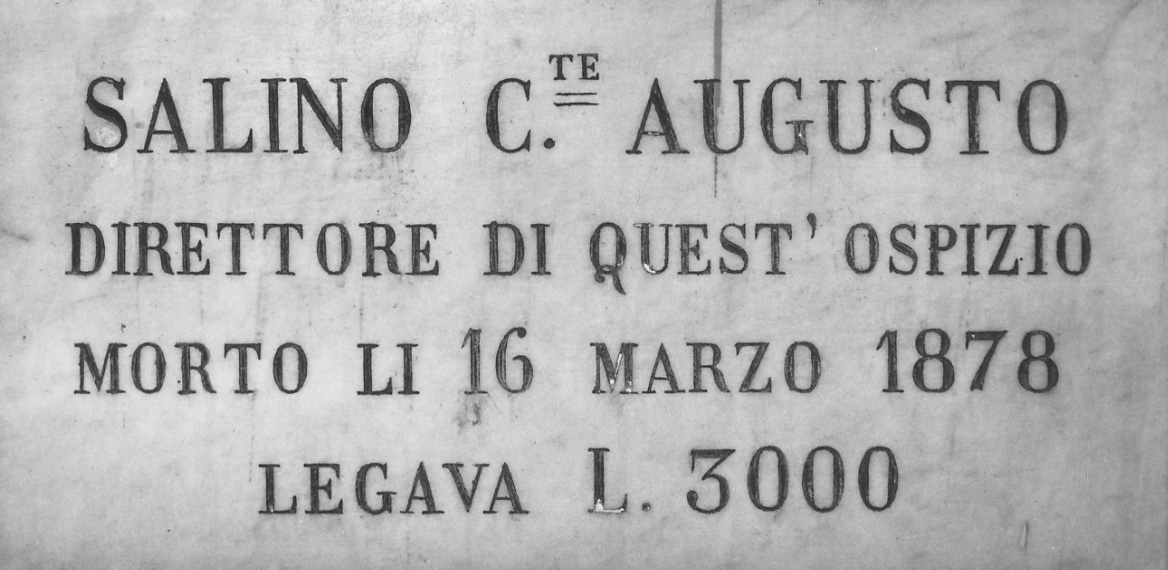 SALINO C.TE AUGUSTO
DIRETTORE DI QUEST' OSPIZIO
MORTO LI 16 MARZO 1878
LEGAVA L. 3000